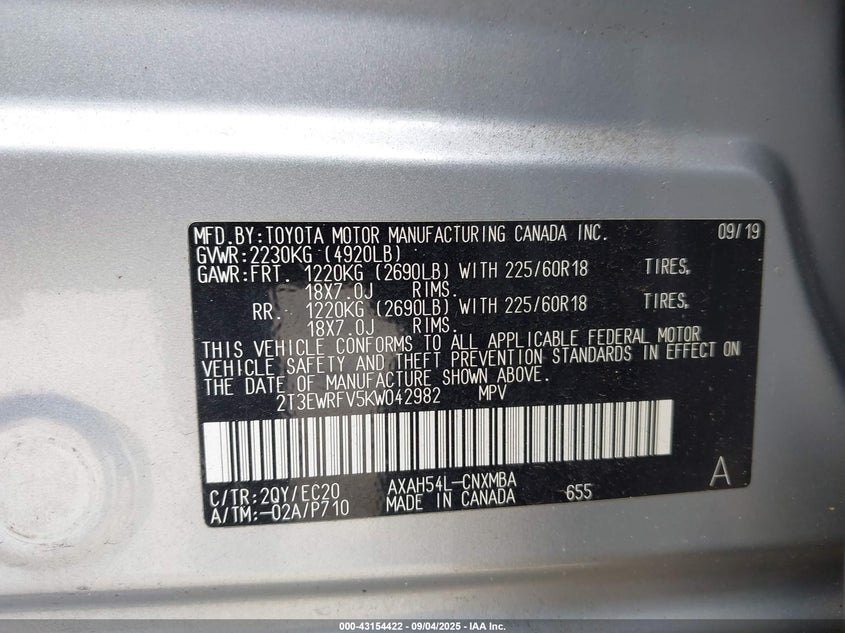 MFD.BY:TOYOTA MOTOR MANUFACTURING CANADA INC. 09/19
GVWR:2230KG (4920LB)
GAWR:FRT. 1220KG (2690LB) WITH 225/60R18 TIRES,
18X7.0J RIMS.
RR. 1220KG (2690LB) WITH 225/60R18 TIRES,
18X7.0J RIMS.
THIS VEHICLE CONFORMS TO ALL APPLICABLE FEDERAL MOTOR
VEHICLE SAFETY AND THEFT PREVENTION STANDARDS IN EFFECT ON
THE DATE OF MANUFACTURE SHOWN ABOVE.
2T3EWRFV5KW042982 MPV
C/TR:2QY/EC20 AXAH54L-CNXMBA 655 A
A/TM:-02A/P710 MADE IN CANADA
000-43154422 - 09/04/2025 - IAA Inc.